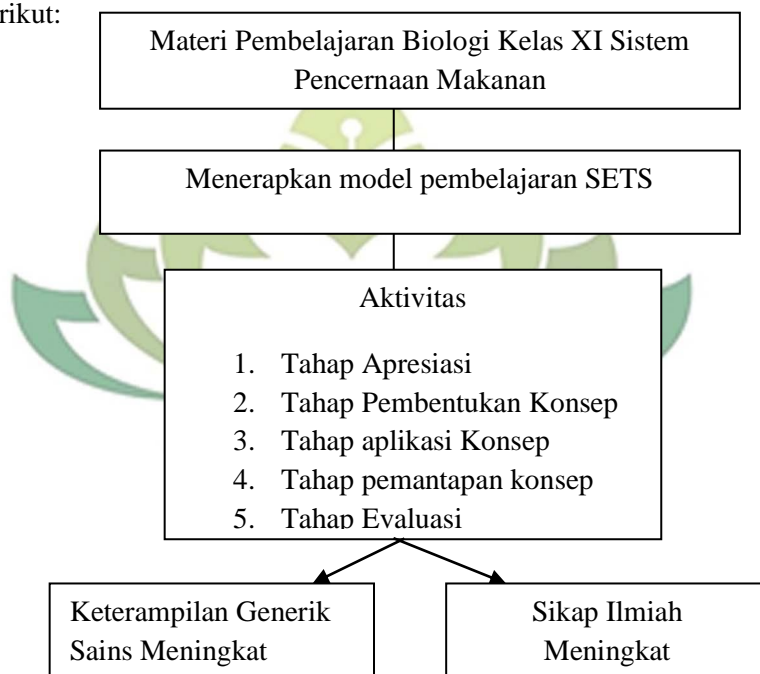 rikut:
Materi Pembelajaran Biologi Kelas XI Sistem
Pencernaan Makanan
Menerapkan model pembelajaran SETS
Aktivitas
1. Tahap Apresiasi
2. Tahap Pembentukan Konsep
3. Tahap aplikasi Konsep
4. Tahap pemantapan konsep
5. Tahap Evaluasi
Keterampilan Generik
Sains Meningkat
Sikap Ilmiah
Meningkat